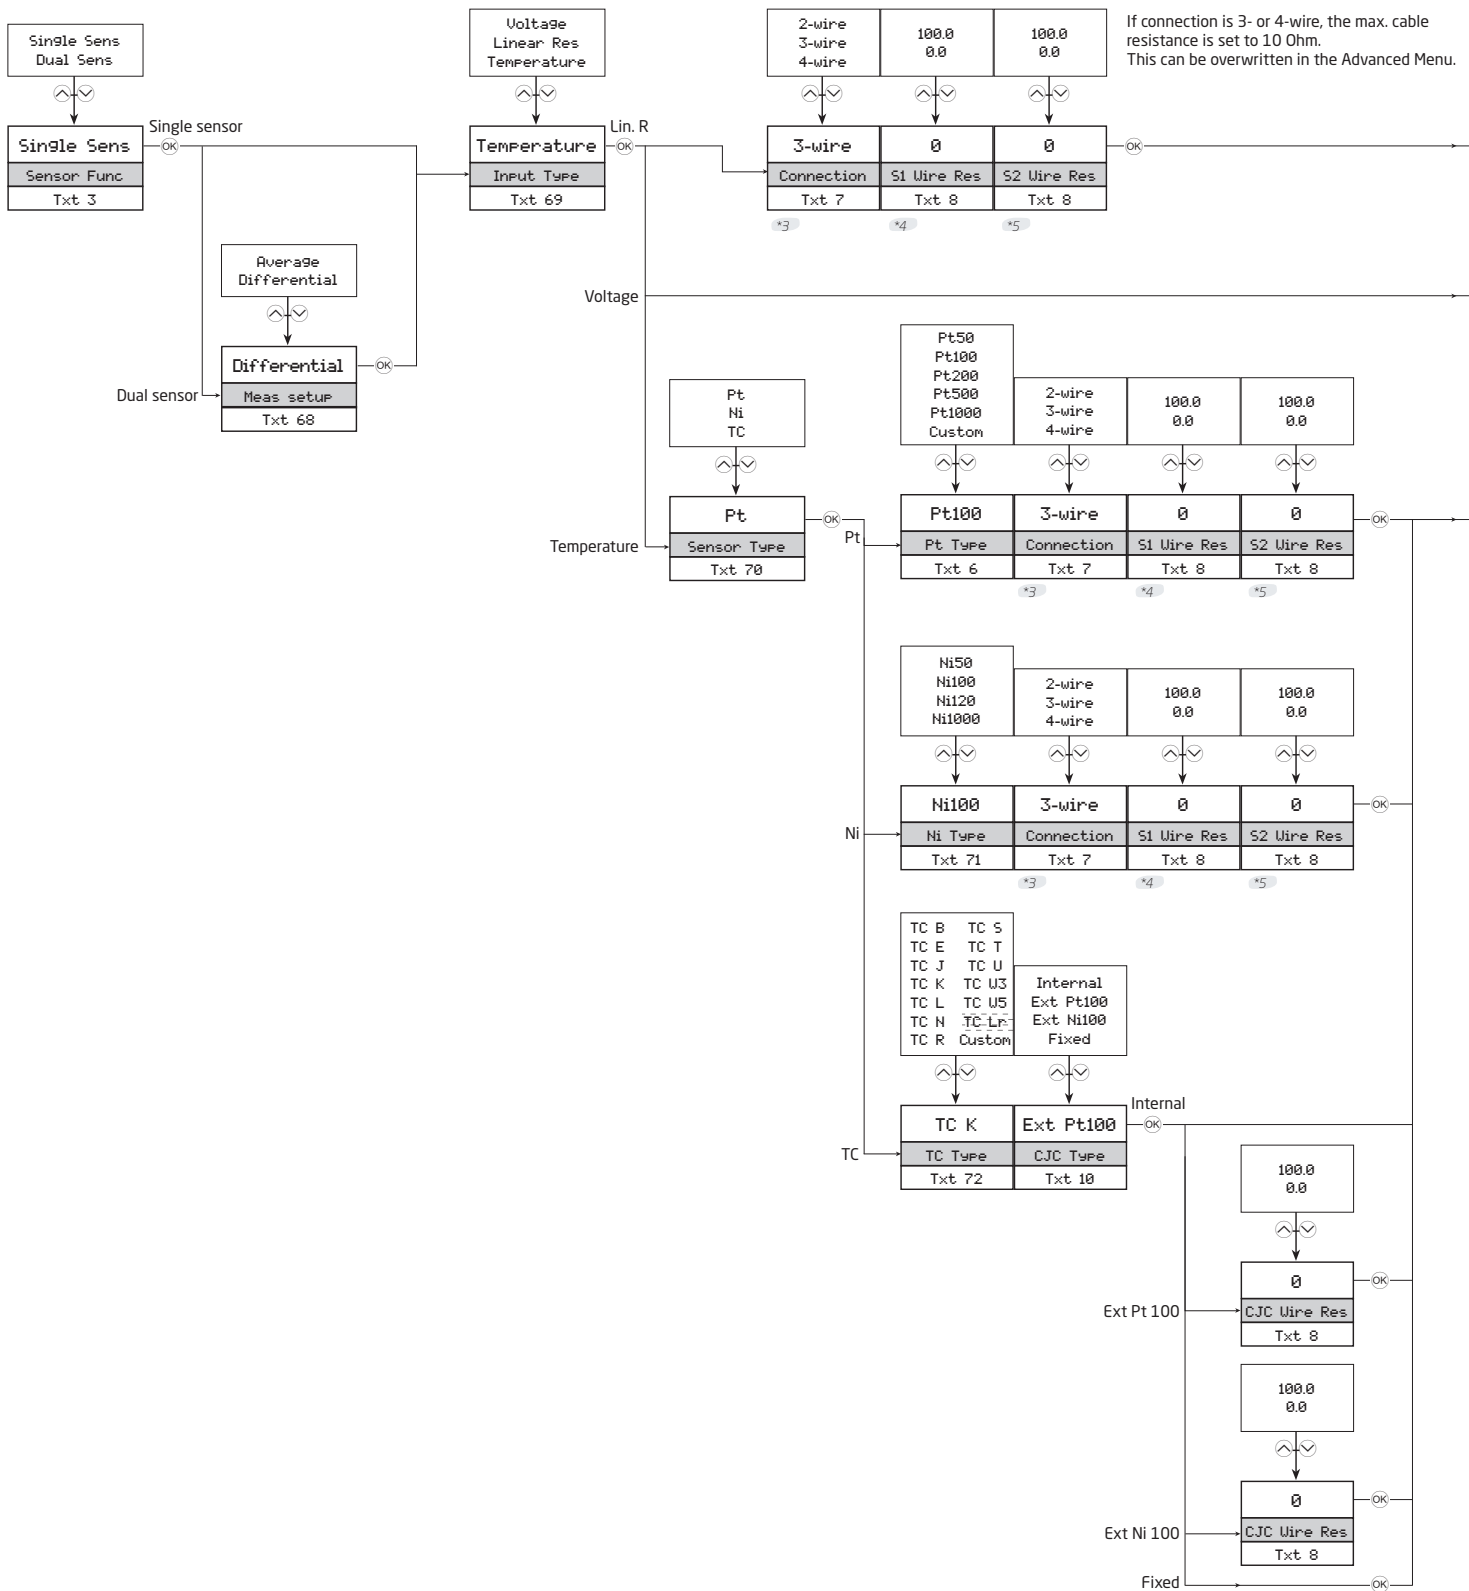 If connection is 3- or 4-wire, the max. cable
resistance is set to 10 Ohm.
This can be overwritten in the Advanced Menu.
Single Sens
Dual Sens
Single Sens
Sensor Func
Txt 3
Single sensor
Average
Differential
Differential
Meas setup
Txt 68
Dual sensor
OK
OK
Voltage
Linear Res
Temperature
Temperature
Input Type
Txt 69
Lin. R
OK
2-wire
3-wire
4-wire
3-wire
Connection
Txt 7
*3
100.0
0.0
0
S1 Wire Res
Txt 8
*4
100.0
0.0
0
S2 Wire Res
Txt 8
*5
OK
Voltage
Temperature
Pt
Ni
TC
Pt
Sensor Type
Txt 70
OK
Pt
Pt50
Pt100
Pt200
Pt500
Pt1000
Custom
Pt100
Pt Type
Txt 6
2-wire
3-wire
4-wire
3-wire
Connection
Txt 7
*3
100.0
0.0
0
S1 Wire Res
Txt 8
*4
100.0
0.0
0
S2 Wire Res
Txt 8
*5
OK
Ni
Ni50
Ni100
Ni120
Ni1000
Ni100
Ni Type
Txt 71
2-wire
3-wire
4-wire
3-wire
Connection
Txt 7
*3
100.0
0.0
0
S1 Wire Res
Txt 8
*4
100.0
0.0
0
S2 Wire Res
Txt 8
*5
OK
TC
TC B TC S
TC E TC T
TC J TC U
TC K TC W3
TC L TC W5
TC N TC Lr
TC R Custom
TC K
TC Type
Txt 72
Internal
Ext Pt100
Ext Ni100
Fixed
Ext Pt100
CJC Type
Txt 10
Internal
OK
Ext Pt 100
100.0
0.0
0
CJC Wire Res
Txt 8
OK
Ext Ni 100
100.0
0.0
0
CJC Wire Res
Txt 8
OK
Fixed
OK